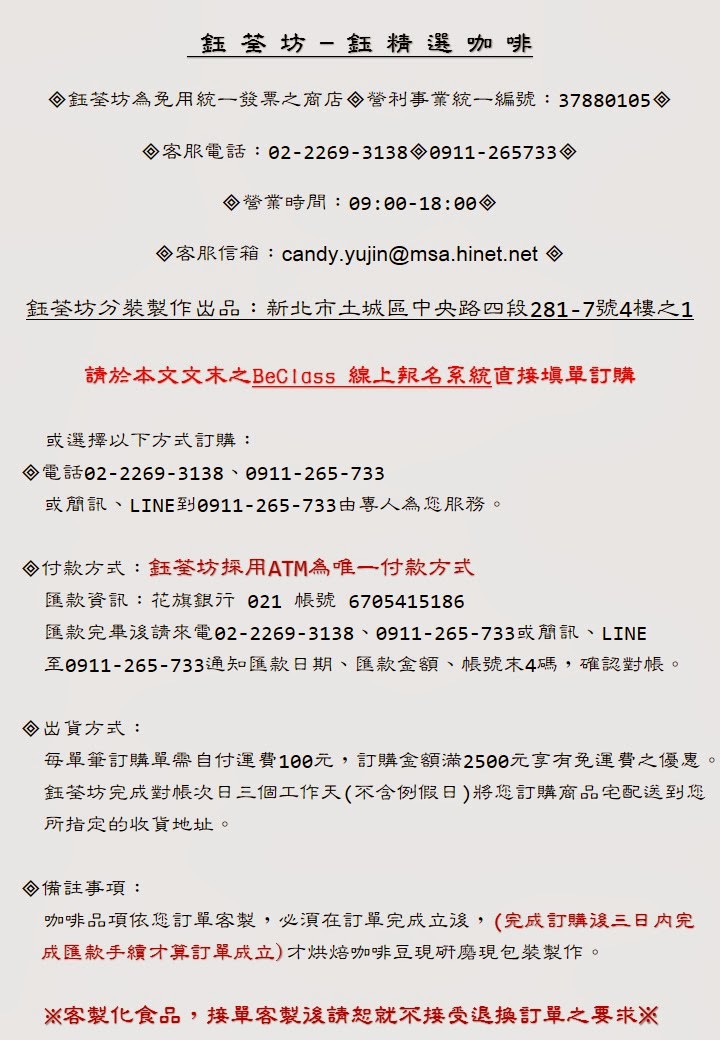 鈺荃坊－鈺精選咖啡
◈鈺荃坊為免用統一發票之商店◈營利事業統一編號：37880105◈
◈客服電話：02-2269-3138◈0911-265733◈
◈營業時間：09:00-18:00◈
◈客服信箱：candy.yujin@msa.hinet.net ◈
鈺荃坊分裝製作出品：新北市土城區中央路四段281-7號4樓之1
請於本文文末之BeClass 線上報名系統直接填單訂購
或選擇以下方式訂購：
◈電話02-2269-3138、0911-265-733
或簡訊、LINE到0911-265-733由專人為您服務。
◈付款方式：鈺荃坊採用ATM為唯一付款方式
匯款資訊：花旗銀行 021 帳號 6705415186
匯款完畢後請來電02-2269-3138、0911-265-733或簡訊、LINE
至0911-265-733通知匯款日期、匯款金額、帳號末4碼，確認對帳。
◈出貨方式：
每單筆訂購單需自付運費100元，訂購金額滿2500元享有免運費之優惠。
鈺荃坊完成對帳次日三個工作天(不含例假日)將您訂購商品宅配送到您
所指定的收貨地址。
◈備註事項：
咖啡品項依您訂單客製，必須在訂單完成立後，(完成訂購後三日內完
成匯款手續才算訂單成立)才烘焙咖啡豆現研磨現包裝製作。
※客製化食品，接單客製後請恕就不接受退換訂單之要求※